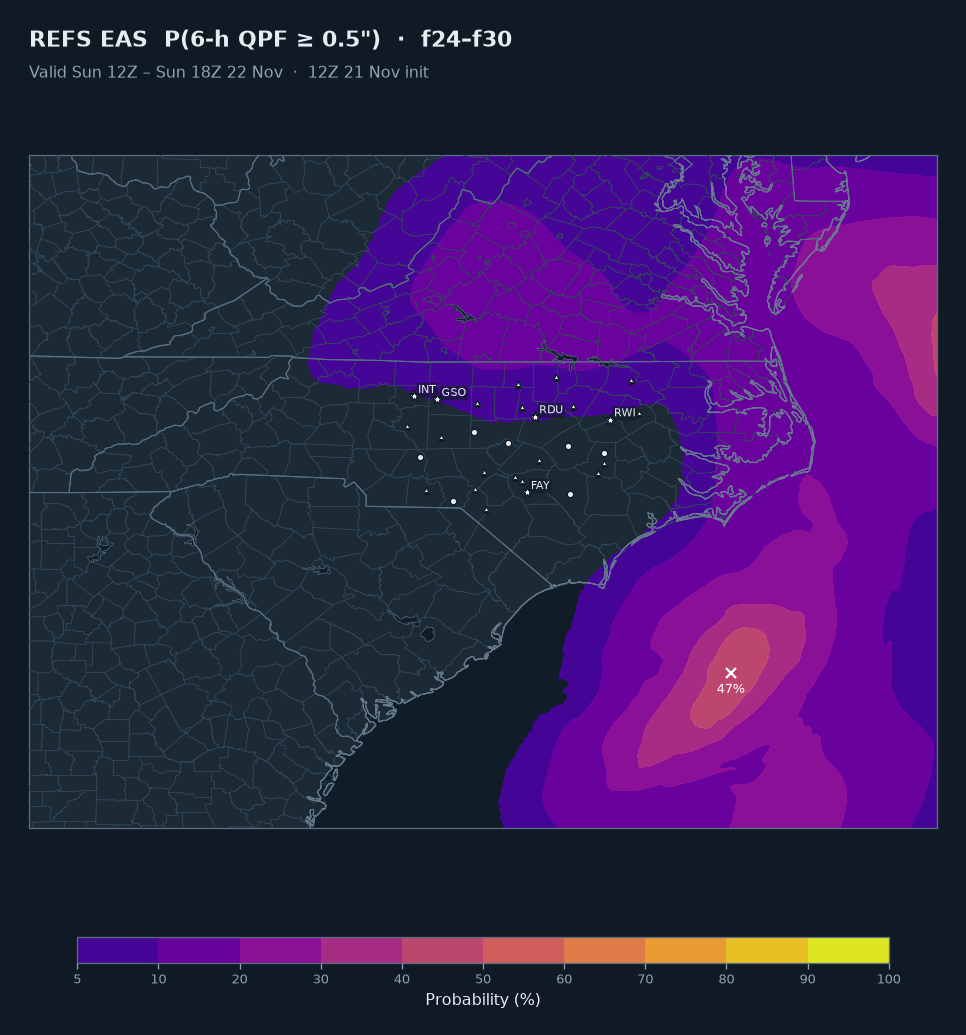 REFS EAS P(6-h QPF ≥ 0.5") · f24–f30
Valid Sun 12Z – Sun 18Z 22 Nov · 12Z 21 Nov init
INT
GSO
RDU
RWI
FAY
47%
5 10 20 30 40 50 60 70 80 90 100
Probability (%)